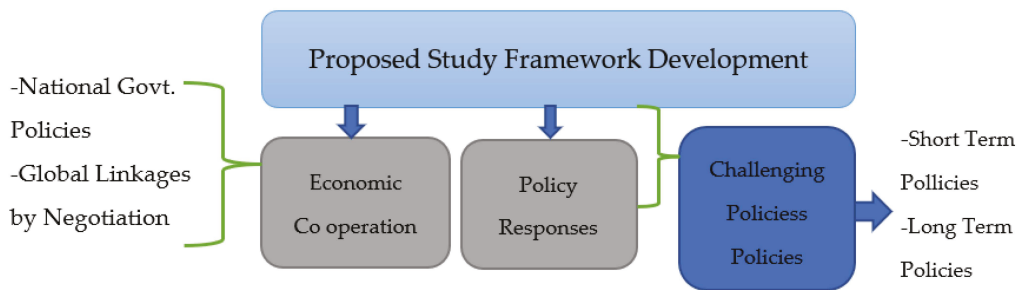 Proposed Study Framework Development
-National Govt.
Policies
-Global Linkages
by Negotiation
Economic
Co operation
Policy
Responses
Challenging
Policiess
Policies
-Short Term
Pollicies
-Long Term
Policies